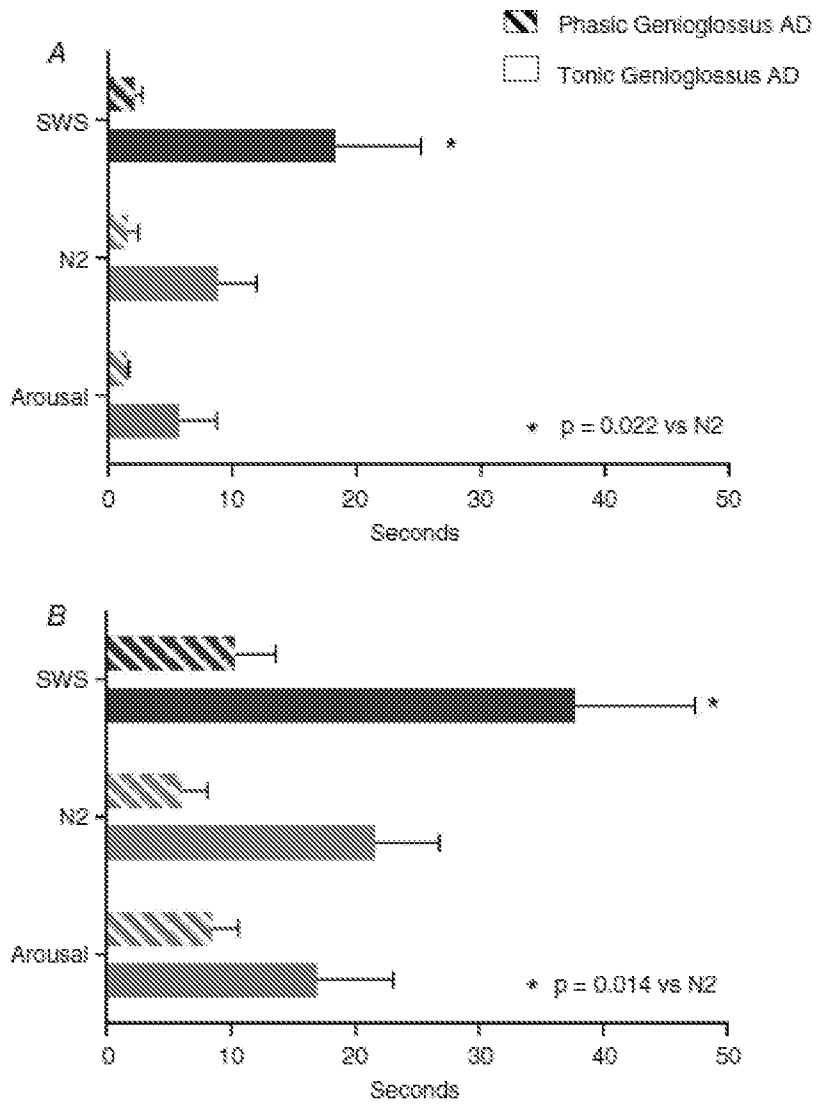 Phasic Genioglossus AD
Tonic Genioglossus AD
A
SWS
N2
Arousal
* p = 0.022 vs N2
*
0 10 20 30 40 50
Seconds
B
SWS
N2
Arousal
*
* p = 0.014 vs N2
0 10 20 30 40 50
Seconds